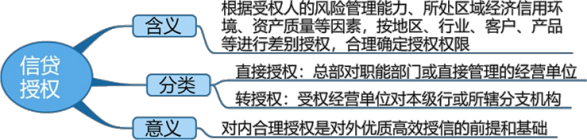 信贷
授权
含义
根据受权人的风险管理能力、所处区域经济信用环
境、资产质量等因素，按地区、行业、客户、产品
等进行差别授权，合理确定授权权限
分类
直接授权：总部对职能部门或直接管理的经营单位
转授权：受权经营单位对本级行或所辖分支机构
意义
对内合理授权是对外优质高效授信的前提和基础